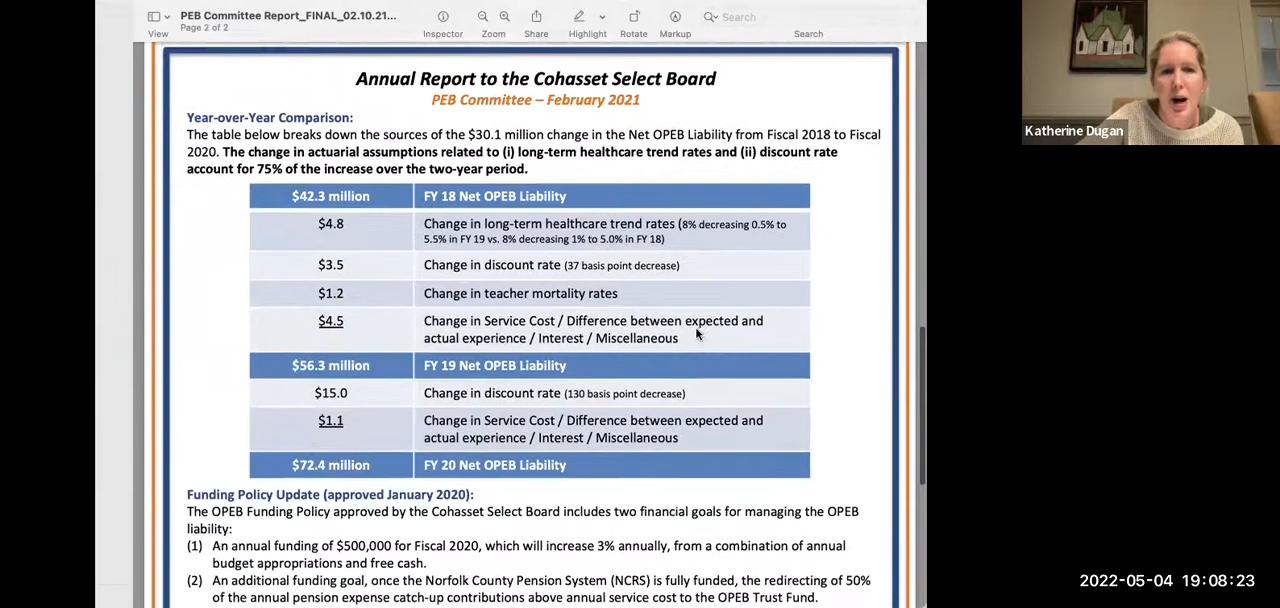 PEB Committee Report_FINAL_02.10.21...
Page 2 of 2
View
Inspector
Zoom
Share
Highlight
Rotate
Markup
Search
Search
Annual Report to the Cohasset Select Board
PEB Committee – February 2021
Year-over-Year Comparison:
The table below breaks down the sources of the $30.1 million change in the Net OPEB Liability from Fiscal 2018 to Fiscal
2020. The change in actuarial assumptions related to (i) long-term healthcare trend rates and (ii) discount rate
account for 75% of the increase over the two-year period.
$42.3 million FY 18 Net OPEB Liability
$4.8 Change in long-term healthcare trend rates (8% decreasing 0.5% to
5.5% in FY 19 vs. 8% decreasing 1% to 5.0% in FY 18)
$3.5 Change in discount rate (37 basis point decrease)
$1.2 Change in teacher mortality rates
$4.5 Change in Service Cost / Difference between expected and
actual experience / Interest / Miscellaneous
$56.3 million FY 19 Net OPEB Liability
$15.0 Change in discount rate (130 basis point decrease)
$1.1 Change in Service Cost / Difference between expected and
actual experience / Interest / Miscellaneous
$72.4 million FY 20 Net OPEB Liability
Funding Policy Update (approved January 2020):
The OPEB Funding Policy approved by the Cohasset Select Board includes two financial goals for managing the OPEB
liability:
(1) An annual funding of $500,000 for Fiscal 2020, which will increase 3% annually, from a combination of annual
budget appropriations and free cash.
(2) An additional funding goal, once the Norfolk County Pension System (NCRS) is fully funded, the redirecting of 50%
of the annual pension expense catch-up contributions above annual service cost to the OPEB Trust Fund.
Katherine Dugan
2022-05-04 19:08:23